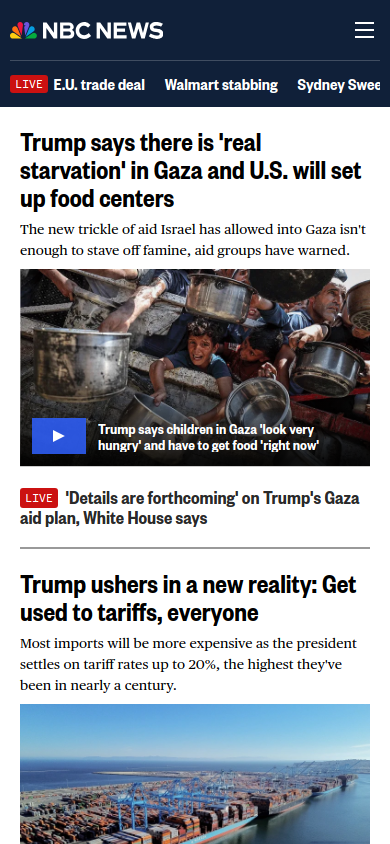 NBC NEWS
LIVE E.U. trade deal Walmart stabbing Sydney Swee
Trump says there is 'real
starvation' in Gaza and U.S. will set
up food centers
The new trickle of aid Israel has allowed into Gaza isn't
enough to stave off famine, aid groups have warned.
Trump says children in Gaza 'look very
hungry' and have to get food 'right now'
LIVE 'Details are forthcoming' on Trump's Gaza
aid plan, White House says
Trump ushers in a new reality: Get
used to tariffs, everyone
Most imports will be more expensive as the president
settles on tariff rates up to 20%, the highest they've
been in nearly a century.